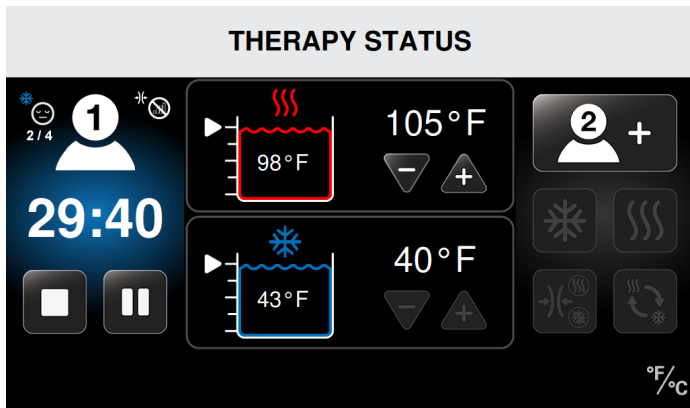 THERAPY STATUS
1
2 / 4
29:40
98°F
105°F
− +
43°F
40°F
− +
2 +
°F/°C